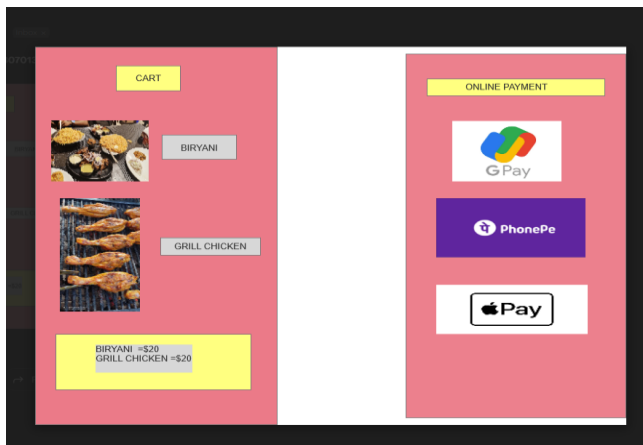 CART
BIRYANI
GRILL CHICKEN
BIRYANI =$20
GRILL CHICKEN =$20
ONLINE PAYMENT
G Pay
पे PhonePe
Pay